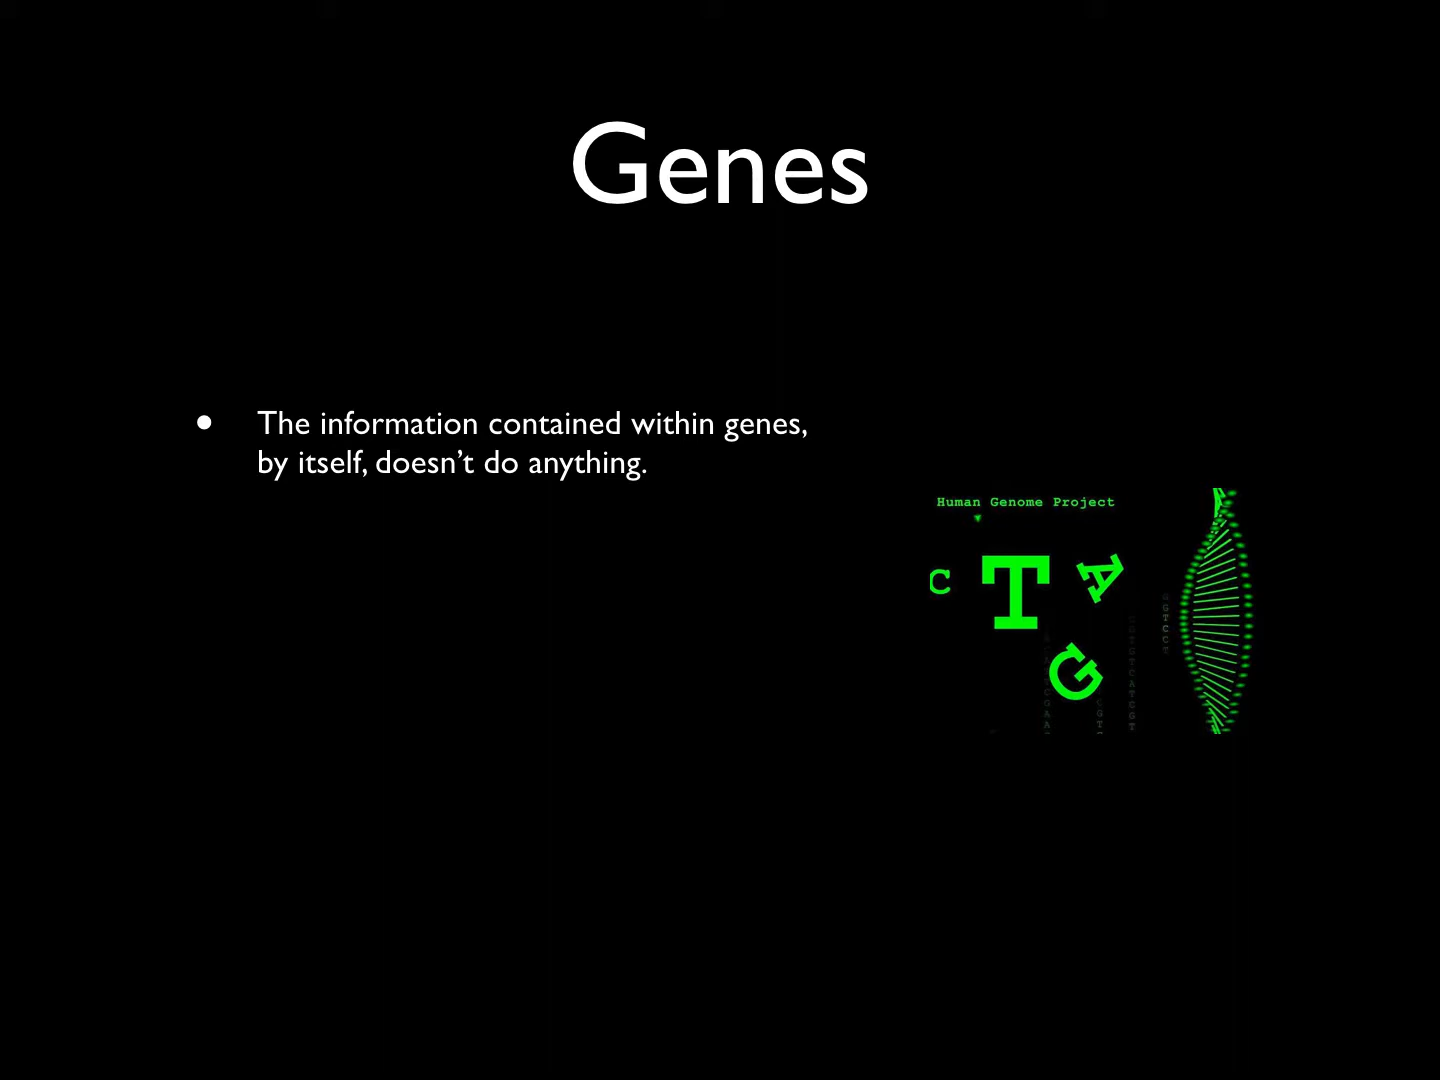 Genes
• The information contained within genes,
by itself, doesn’t do anything.
Human Genome Project
C T A
G